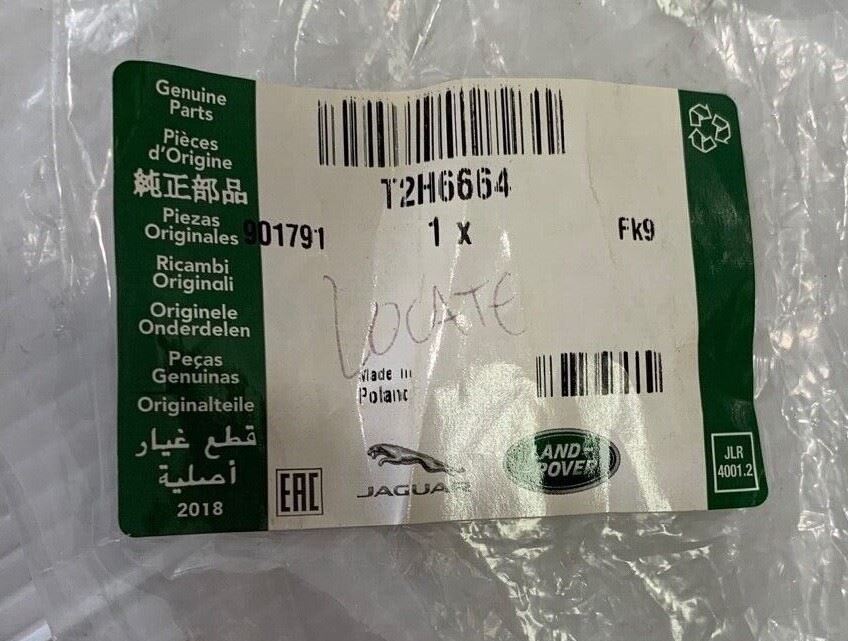 Genuine
Parts
Pièces
d'Origine
純正部品
Piezas
Originales
Ricambi
Originali
Originele
Onderdelen
Peças
Genuinas
Originalteile
قطع غيار
أصلية
2018
T2H6664
901791
1 x
Fk9
LOCATE
Made in
Poland
EAC
JAGUAR
LAND-
ROVER
JLR
4001.2